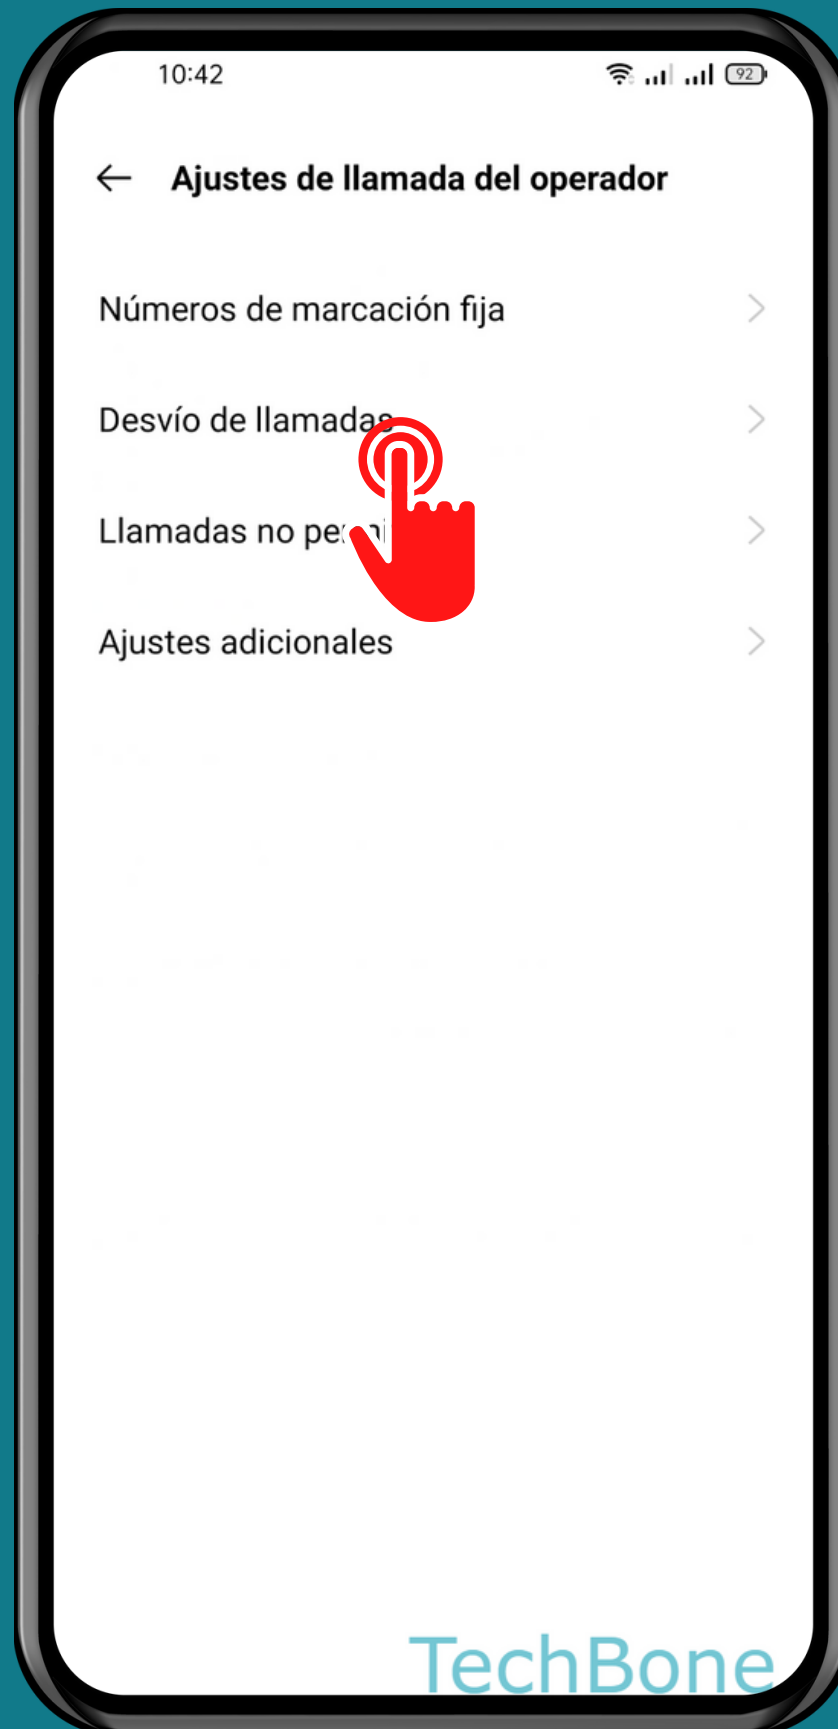 10:42
92
Ajustes de llamada del operador
Números de marcación fija
Desvío de llamadas
Llamadas no
Ajustes adicionales
TechBone